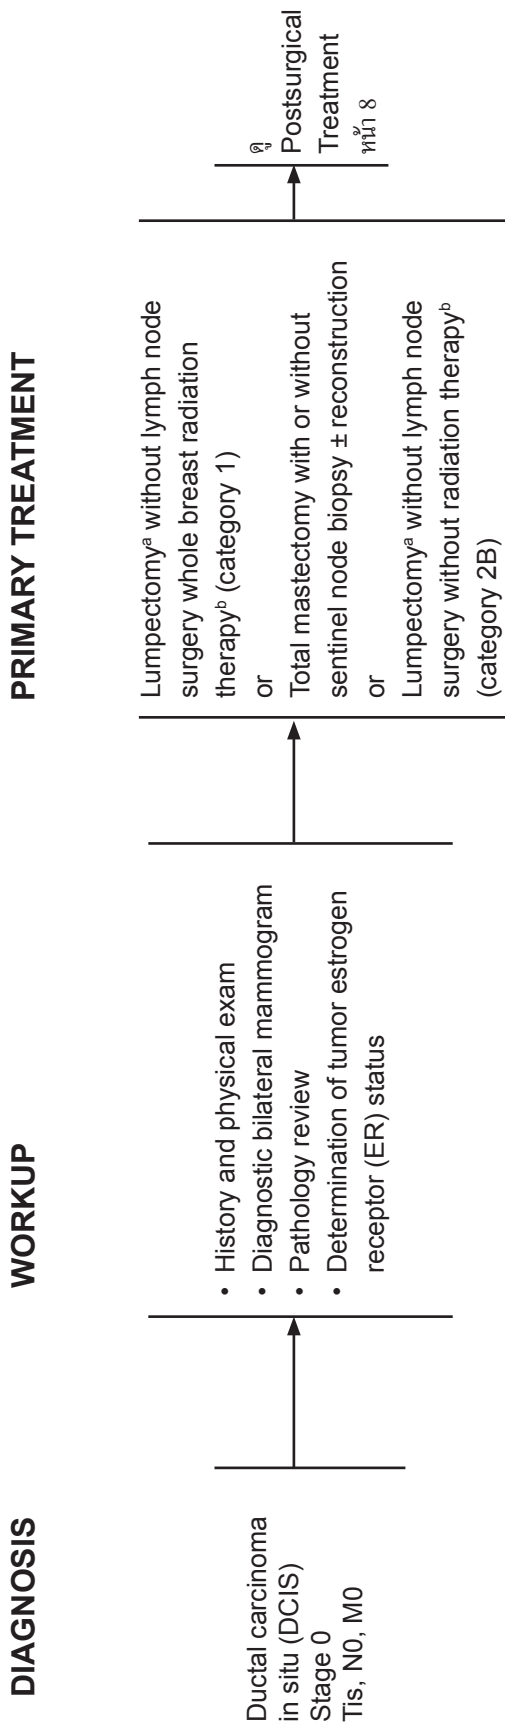 DIAGNOSIS
Ductal carcinoma
in situ (DCIS)
Stage 0
Tis, N0, M0
WORKUP
• History and physical exam
• Diagnostic bilateral mammogram
• Pathology review
• Determination of tumor estrogen
receptor (ER) status
PRIMARY TREATMENT
Lumpectomyᵃ without lymph node
surgery whole breast radiation
therapyᵇ (category 1)
or
Total mastectomy with or without
sentinel node biopsy ± reconstruction
or
Lumpectomyᵃ without lymph node
surgery without radiation therapyᵇ
(category 2B)
ดู
Postsurgical
Treatment
หน้า 8